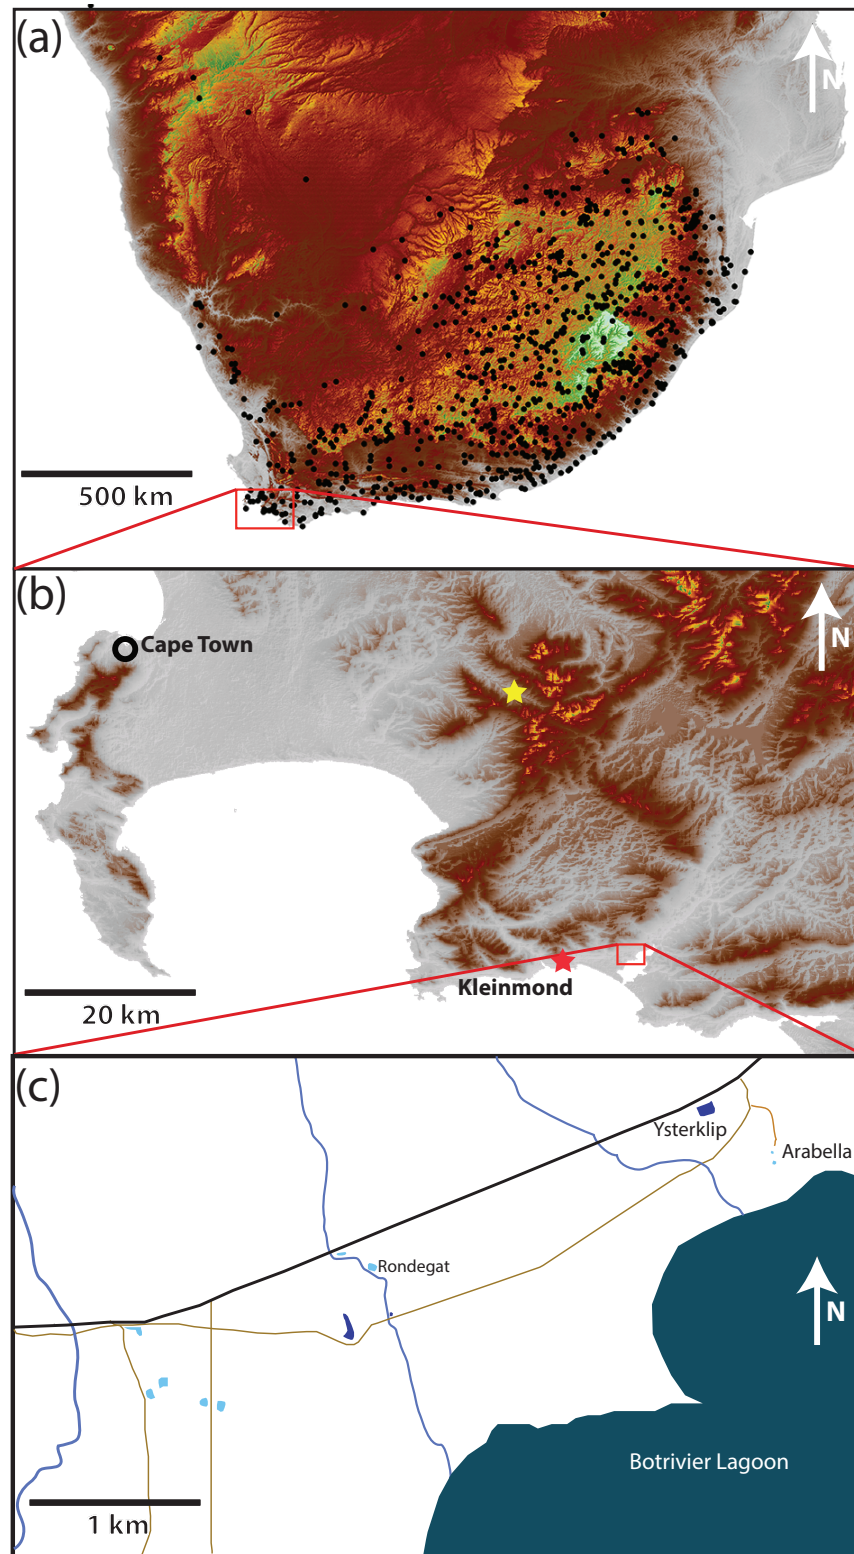 (a)
N
500 km
(b)
N
Cape Town
Kleinmond
20 km
(c)
Ysterklip
Arabella
Rondegat
N
Botrivier Lagoon
1 km